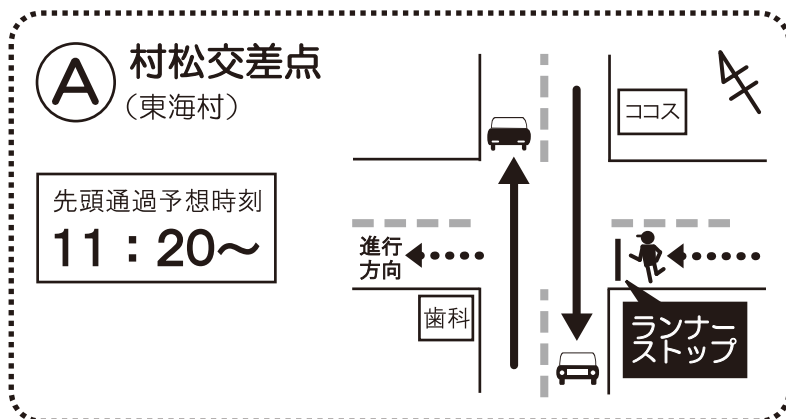 A
村松交差点
（東海村）
先頭通過予想時刻
11：20〜
ココス
進行
方向
歯科
ランナー
ストップ